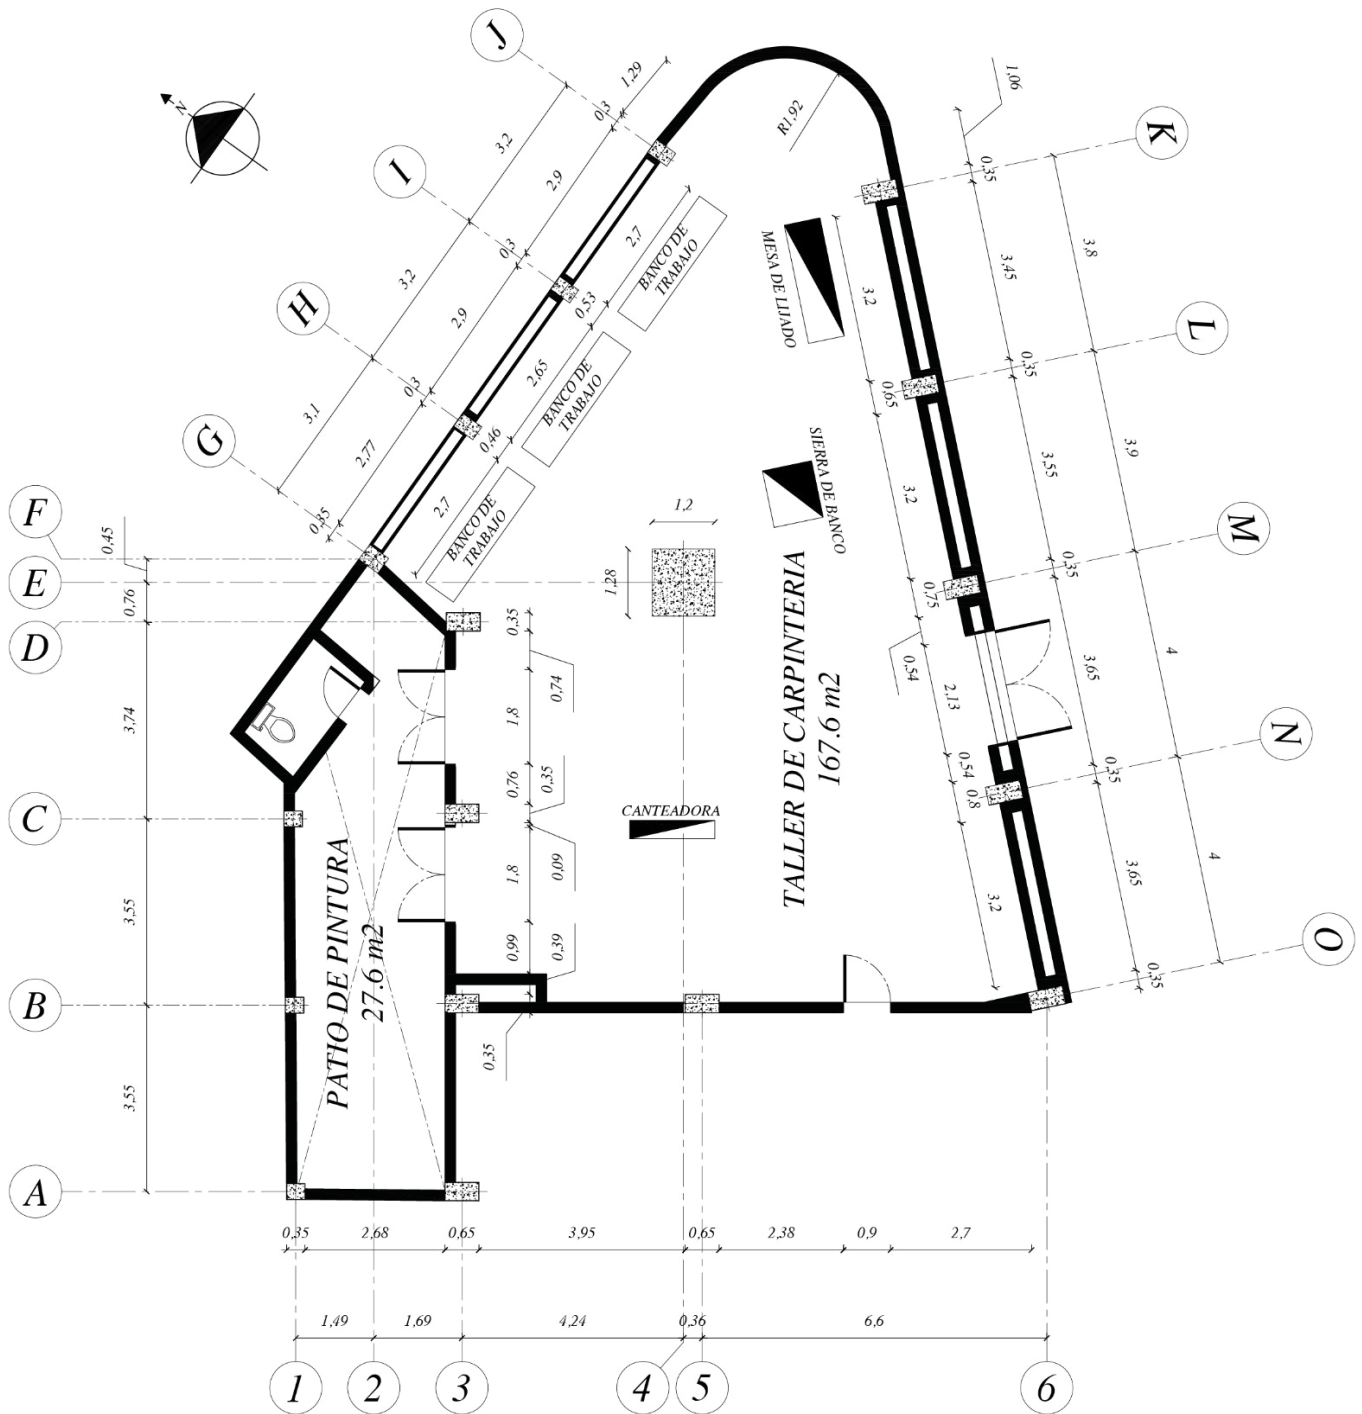 J
1,29
1,06
0,3
N
3,2
R1,92
K
I
2,9
0,35
0,3
2,7
BANCO DE
TRABAJO
MESA DE LIJADO
3,8
3,45
3,2
H
3,2
2,9
0,53
L
0,3
2,65
BANCO DE
TRABAJO
0,35
0,65
G
3,1
2,77
0,46
SIERRA DE BANCO
3,9
3,55
3,2
F
0,35
2,7
BANCO DE
TRABAJO
1,2
M
0,45
E
1,28
0,35
0,75
0,76
D
0,35
TALLER DE CARPINTERIA
167.6 m2
0,54
3,65
4
0,74
2,13
3,74
1.8
N
0,76
0,35
0,54
0,35
C
CANTEADORA
0,8
PATIO DE PINTURA
27.6 m2
1.8
0,09
4
3,65
3,55
0,99
0,39
3,2
O
B
0,35
0,35
3,55
A
0,35
2,68
0,65
3,95
0,65
2,38
0,9
2,7
1,49
1,69
4,24
0,36
6,6
1
2
3
4
5
6